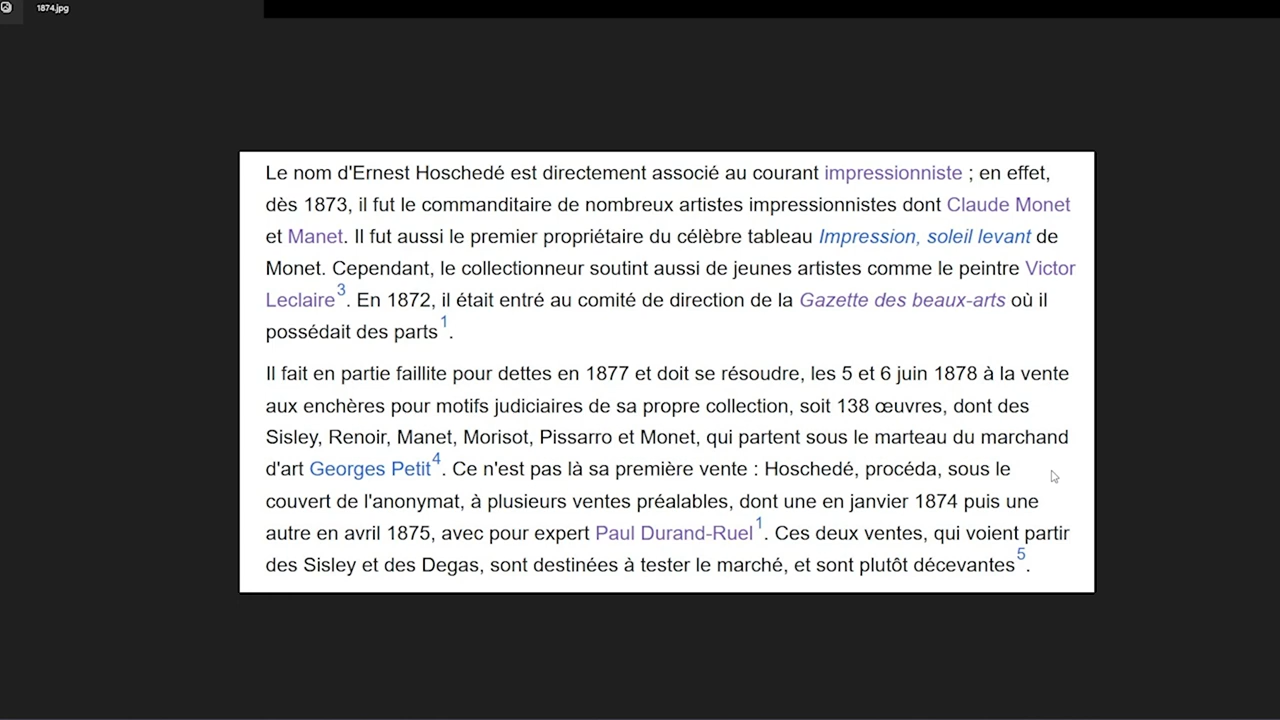 1874.jpg
Le nom d'Ernest Hoschedé est directement associé au courant impressionniste ; en effet,
dès 1873, il fut le commanditaire de nombreux artistes impressionnistes dont Claude Monet
et Manet. Il fut aussi le premier propriétaire du célèbre tableau Impression, soleil levant de
Monet. Cependant, le collectionneur soutint aussi de jeunes artistes comme le peintre Victor
Leclaire3. En 1872, il était entré au comité de direction de la Gazette des beaux-arts où il
possédait des parts1.
Il fait en partie faillite pour dettes en 1877 et doit se résoudre, les 5 et 6 juin 1878 à la vente
aux enchères pour motifs judiciaires de sa propre collection, soit 138 œuvres, dont des
Sisley, Renoir, Manet, Morisot, Pissarro et Monet, qui partent sous le marteau du marchand
d'art Georges Petit4. Ce n'est pas là sa première vente : Hoschedé, procéda, sous le
couvert de l'anonymat, à plusieurs ventes préalables, dont une en janvier 1874 puis une
autre en avril 1875, avec pour expert Paul Durand-Ruel1. Ces deux ventes, qui voient partir
des Sisley et des Degas, sont destinées à tester le marché, et sont plutôt décevantes5.